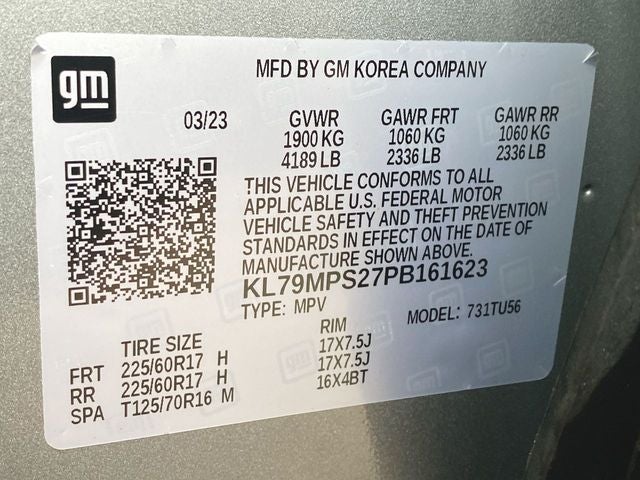 gm
MFD BY GM KOREA COMPANY
03/23 GVWR GAWR FRT GAWR RR
1900 KG 1060 KG 1060 KG
4189 LB 2336 LB 2336 LB
THIS VEHICLE CONFORMS TO ALL
APPLICABLE U.S. FEDERAL MOTOR
VEHICLE SAFETY AND THEFT PREVENTION
STANDARDS IN EFFECT ON THE DATE OF
MANUFACTURE SHOWN ABOVE.
KL79MPS27PB161623
TYPE: MPV MODEL: 731TU56
TIRE SIZE RIM
FRT 225/60R17 H 17X7.5J
RR 225/60R17 H 17X7.5J
SPA T125/70R16 M 16X4BT